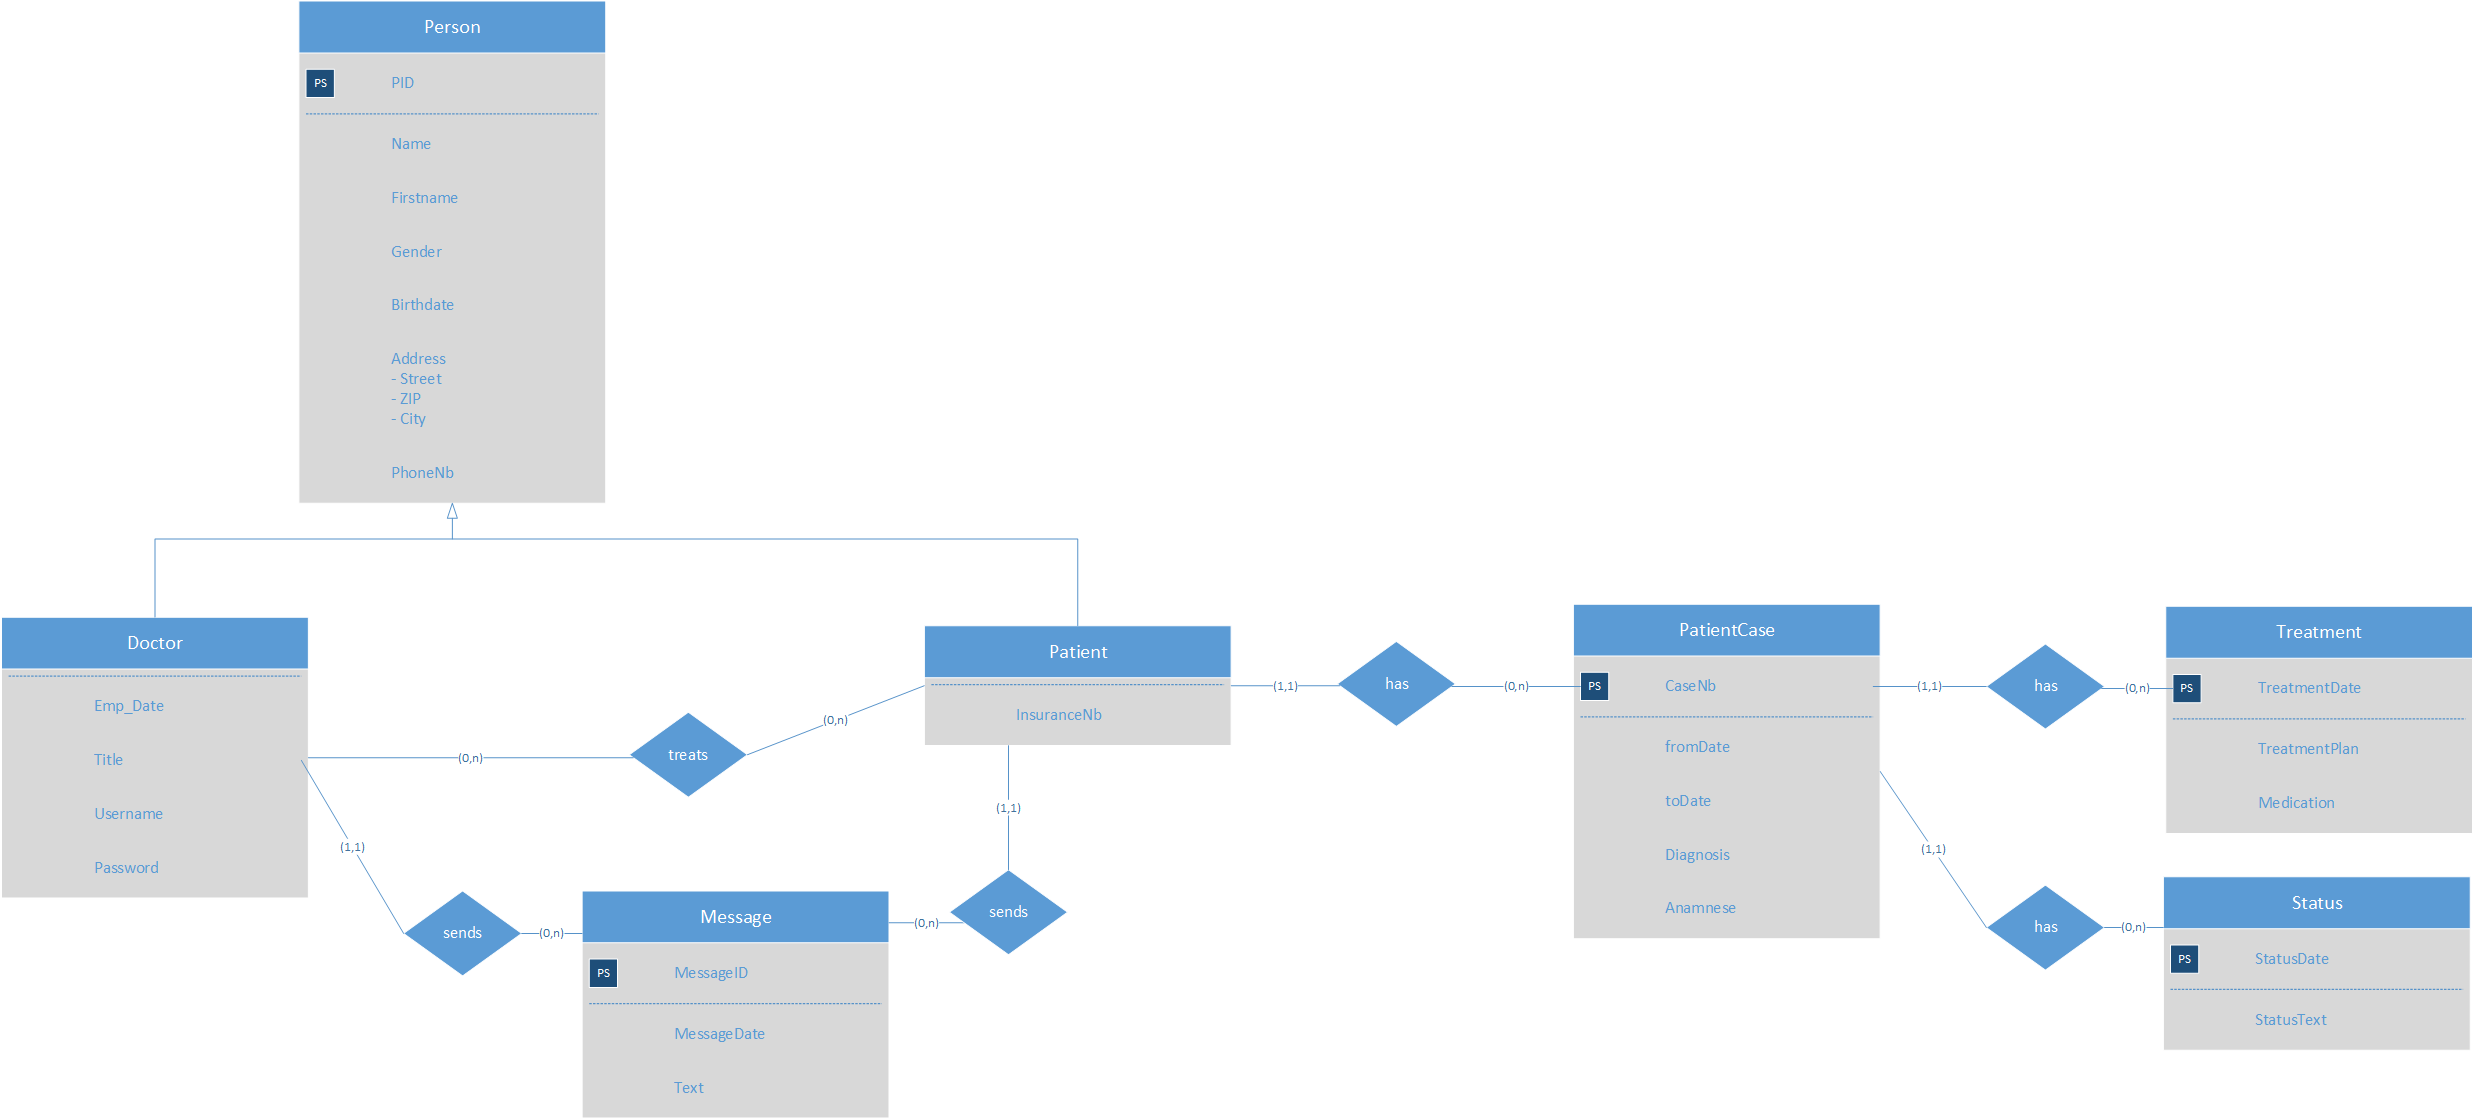 Person
PS PID
Name
Firstname
Gender
Birthdate
Address
- Street
- ZIP
- City
PhoneNb
Doctor
Emp_Date
Title
Username
Password
(0,n)
treats
(0,n)
(1,1)
sends
(0,n)
Message
PS MessageID
MessageDate
Text
Patient
InsuranceNb
(1,1)
sends
(0,n)
(1,1)
has
(0,n)
PatientCase
PS CaseNb
fromDate
toDate
Diagnosis
Anamnese
(1,1)
has
(0,n)
Treatment
PS TreatmentDate
TreatmentPlan
Medication
(1,1)
has
(0,n)
Status
PS StatusDate
StatusText